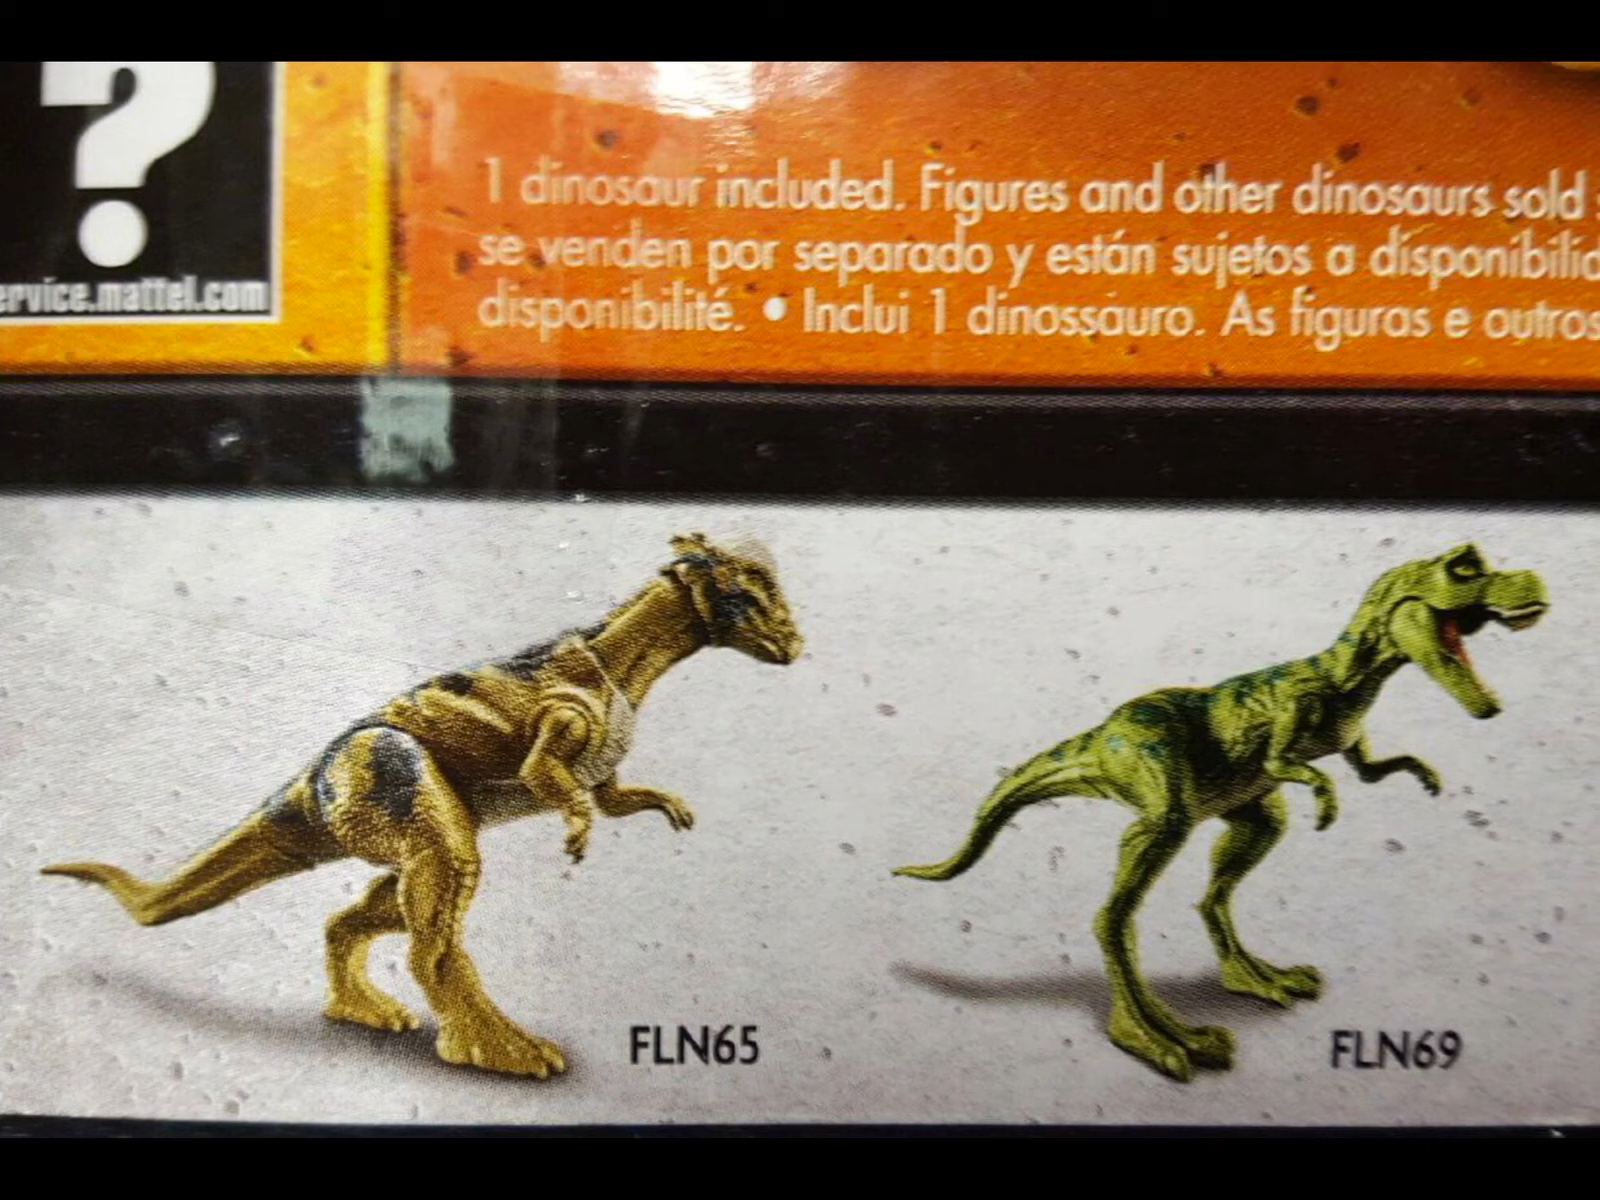 ?
service.mattel.com
1 dinosaur included. Figures and other dinosaurs sold
se venden por separado y están sujetos a disponibilid
disponibilité. • Inclui 1 dinossauro. As figuras e outros
FLN65
FLN69